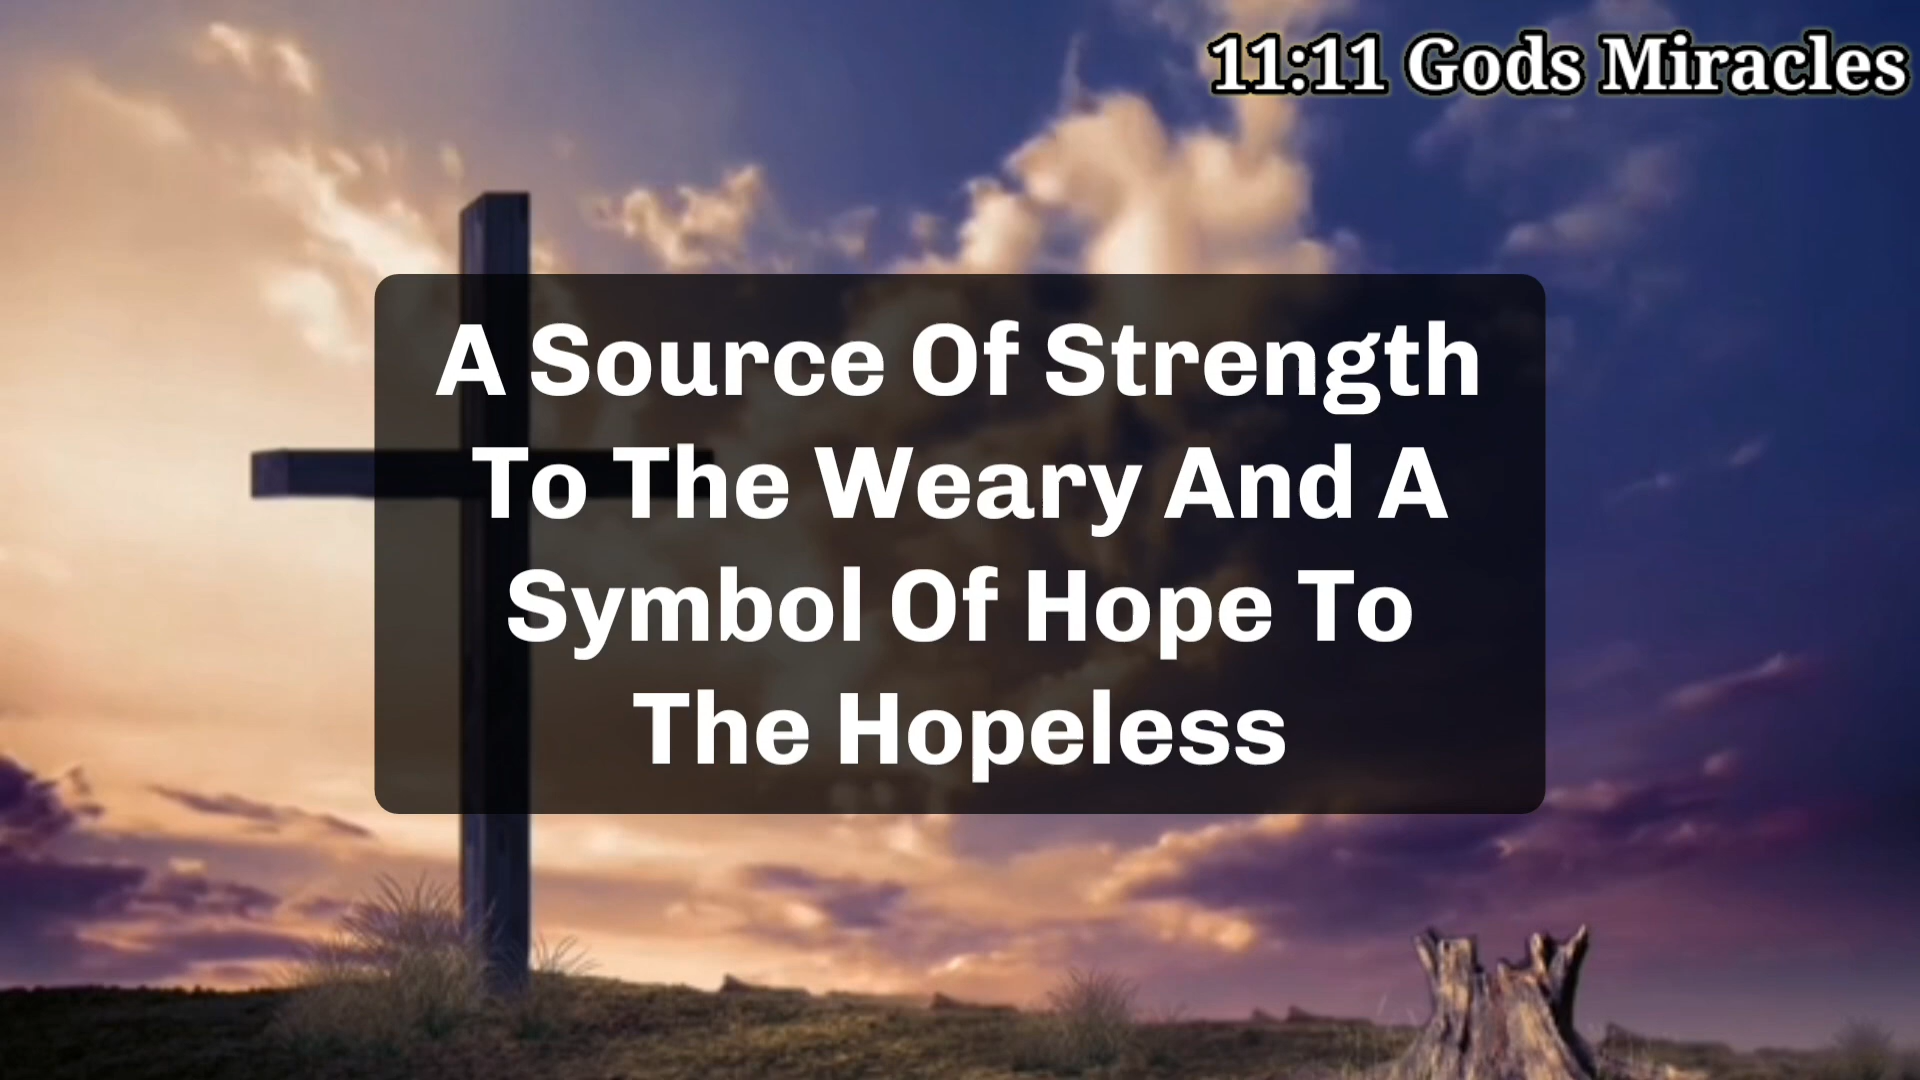 11:11 Gods Miracles
A Source Of Strength
To The Weary And A
Symbol Of Hope To
The Hopeless